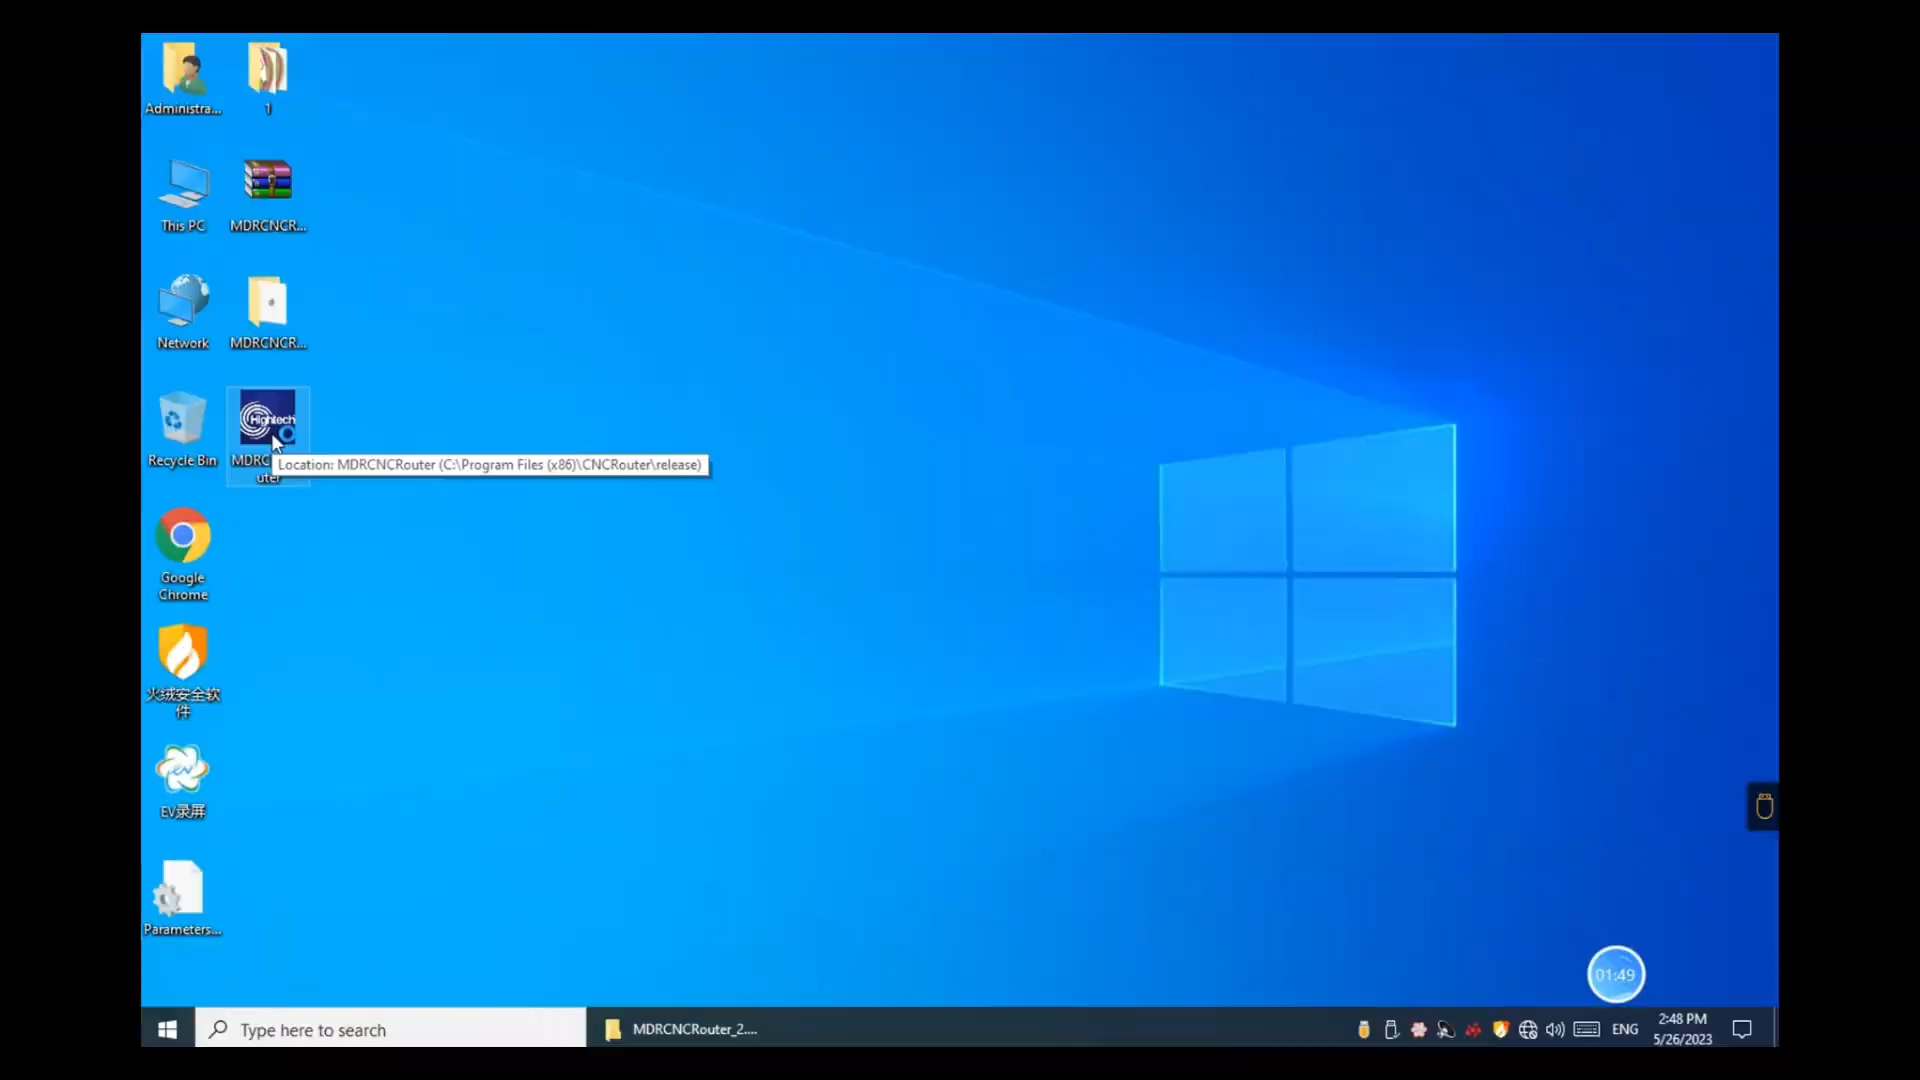 Administra...
1
This PC
MDRCNCR...
Network
MDRCNCR...
Hightech
Recycle Bin
MDRC
uter
Location: MDRCNCRouter (C:\Program Files (x86)\CNCRouter\release)
Google
Chrome
火绒安全软
件
EV录屏
Parameters...
01:49
Type here to search
MDRCNCRouter_2....
ENG
2:48 PM
5/26/2023